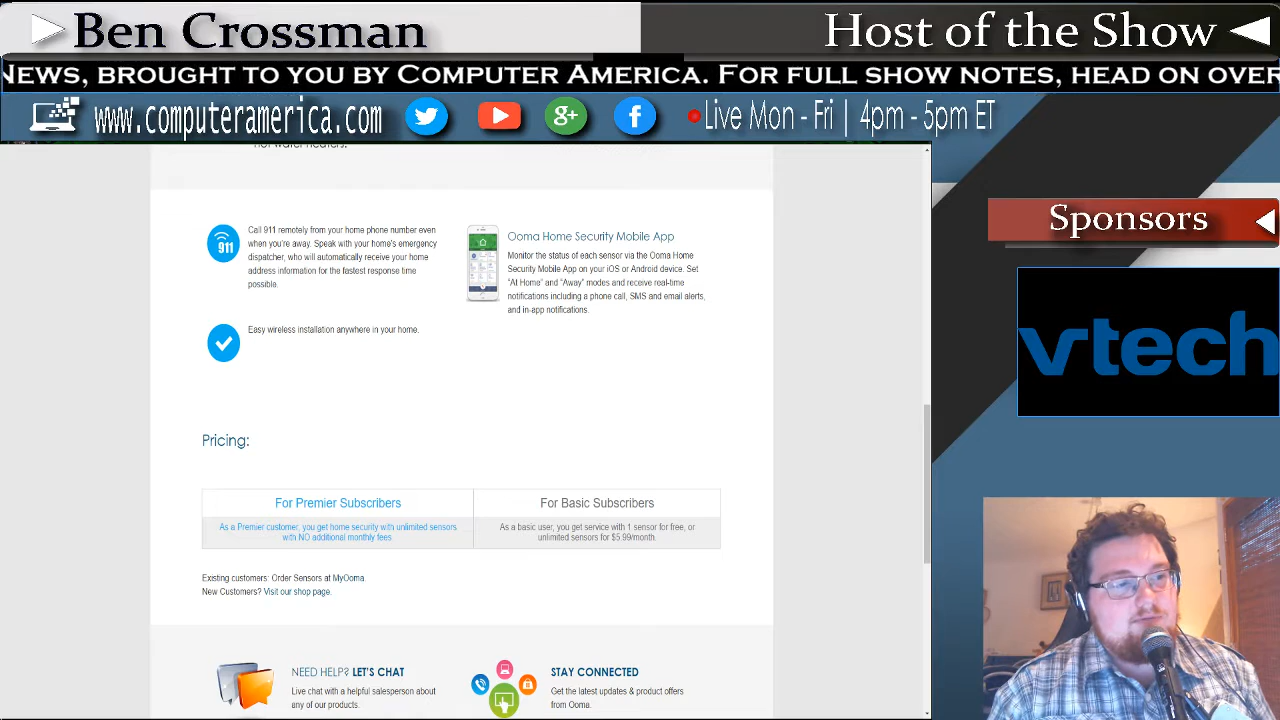 Ben Crossman
Host of the Show
NEWS, BROUGHT TO YOU BY COMPUTER AMERICA. FOR FULL SHOW NOTES, HEAD ON OVER
www.computeramerica.com
Live Mon - Fri | 4pm - 5pm ET
hot water heaters.
911
Call 911 remotely from your home phone number even
when you're away. Speak with your home's emergency
dispatcher, who will automatically receive your home
address information for the fastest response time
possible.
Ooma Home Security Mobile App
Monitor the status of each sensor via the Ooma Home
Security Mobile App on your iOS or Android device. Set
"At Home" and "Away" modes and receive real-time
notifications including a phone call, SMS and email alerts,
and in-app notifications.
Easy wireless installation anywhere in your home.
Pricing:
For Premier Subscribers
As a Premier customer, you get home security with unlimited sensors
with NO additional monthly fees.
For Basic Subscribers
As a basic user, you get service with 1 sensor for free, or
unlimited sensors for $5.99/month.
Existing customers: Order Sensors at MyOoma.
New Customers? Visit our shop page.
NEED HELP? LET'S CHAT
Live chat with a helpful salesperson about
any of our products.
STAY CONNECTED
Get the latest updates & product offers
from Ooma.
Sponsors
vtech